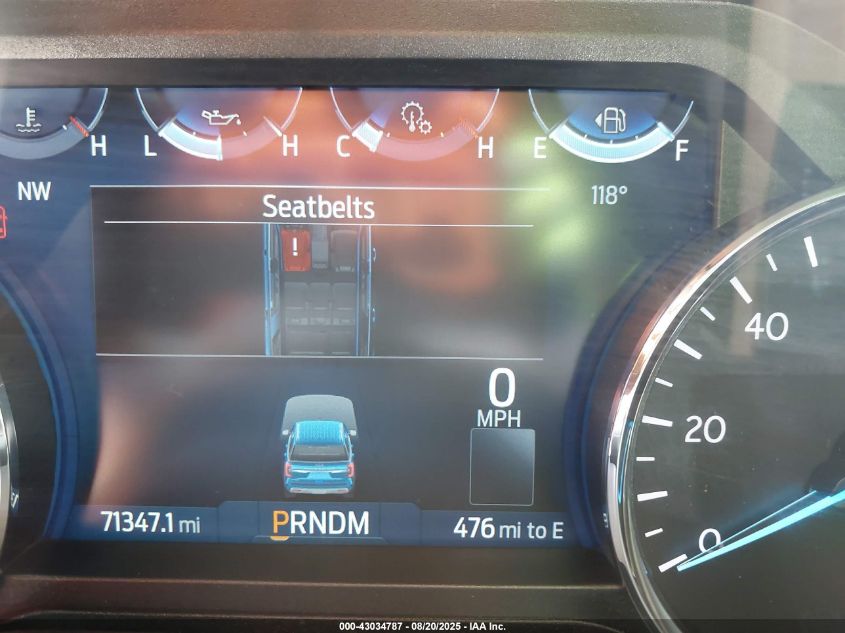 H L H C H E F
NW
118°
Seatbelts
!
40
0
MPH
20
71347.1 mi
PRNDM
476 mi to E
0
000-43034787 - 08/20/2025 - IAA Inc.